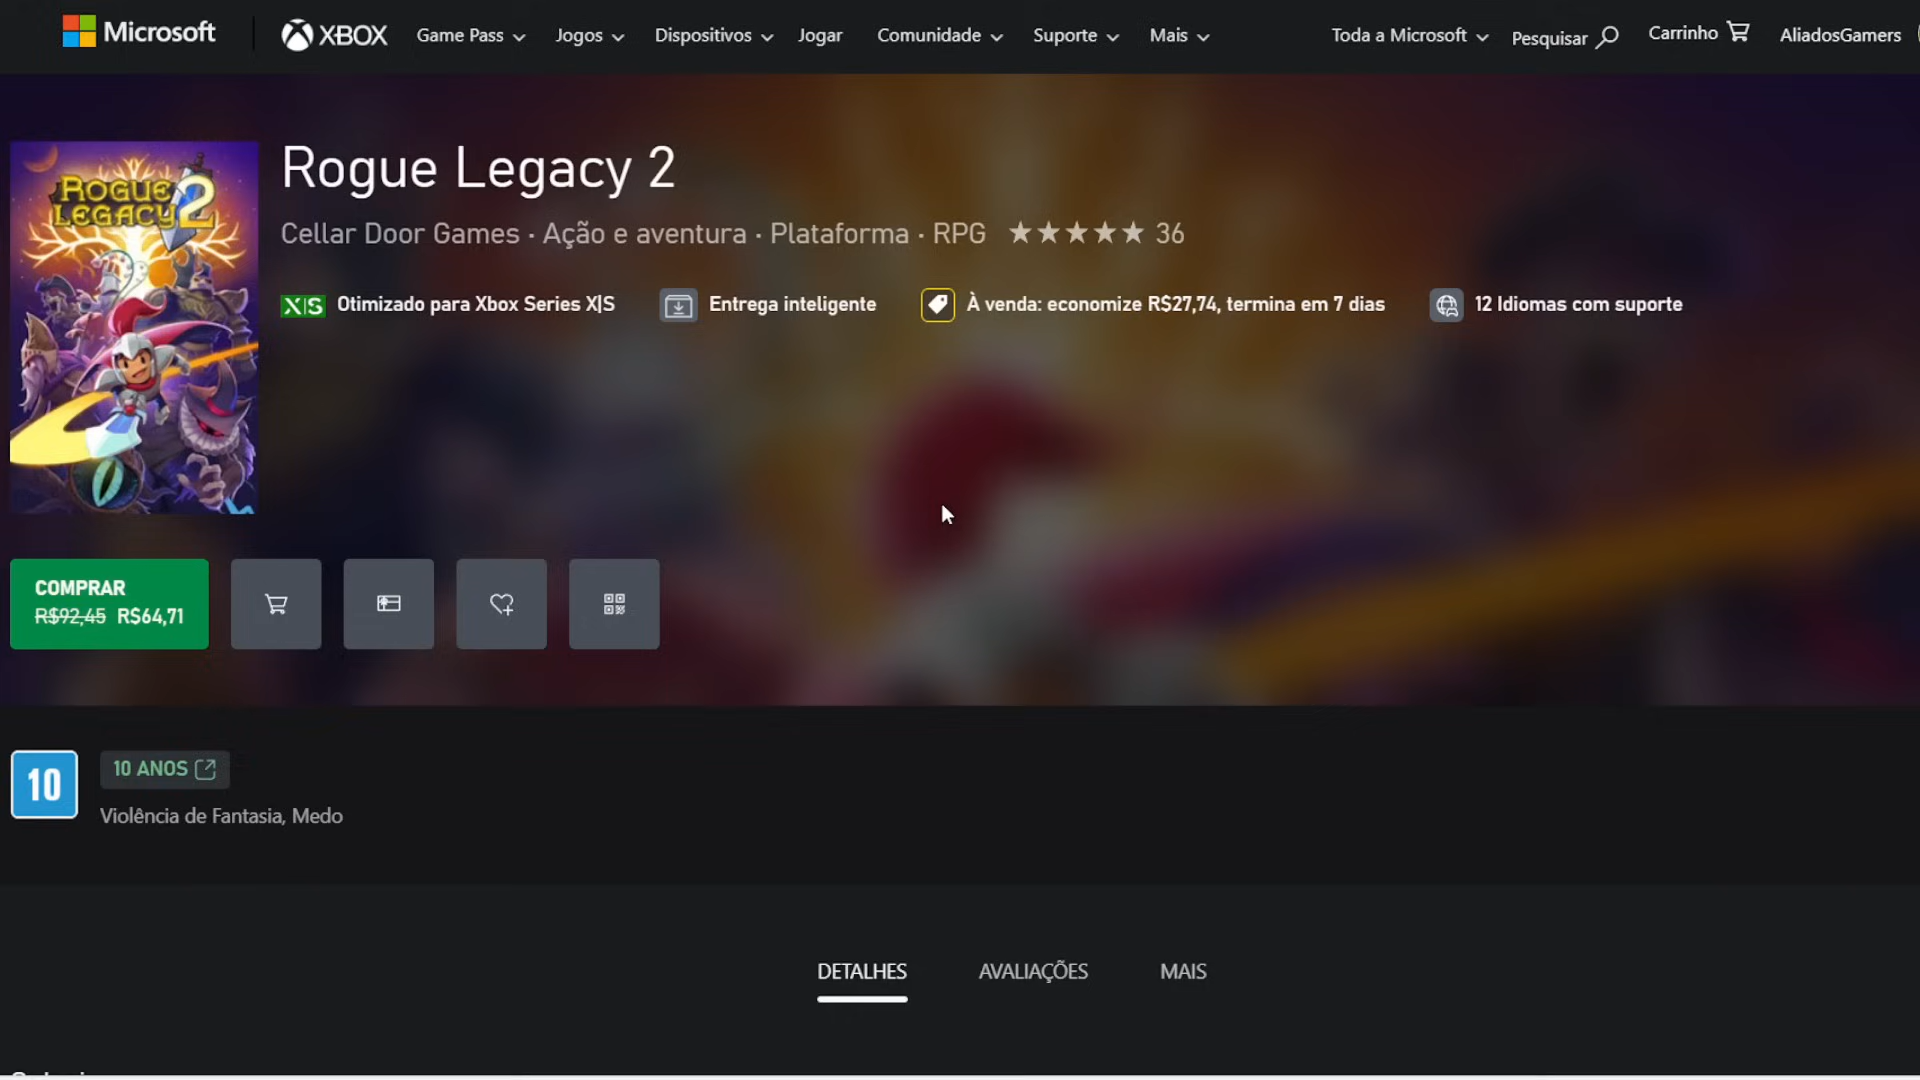 Microsoft XBOX Game Pass Jogos Dispositivos Jogar Comunidade Suporte Mais Toda a Microsoft Pesquisar Carrinho AliadosGamers
ROGUE
LEGACY 2
Rogue Legacy 2
Cellar Door Games · Ação e aventura · Plataforma · RPG ★★★★★ 36
X|S Otimizado para Xbox Series X|S Entrega inteligente À venda: economize R$27,74, termina em 7 dias 12 Idiomas com suporte
COMPRAR
R$92,45 R$64,71
10
10 ANOS
Violência de Fantasia, Medo
DETALHES AVALIAÇÕES MAIS